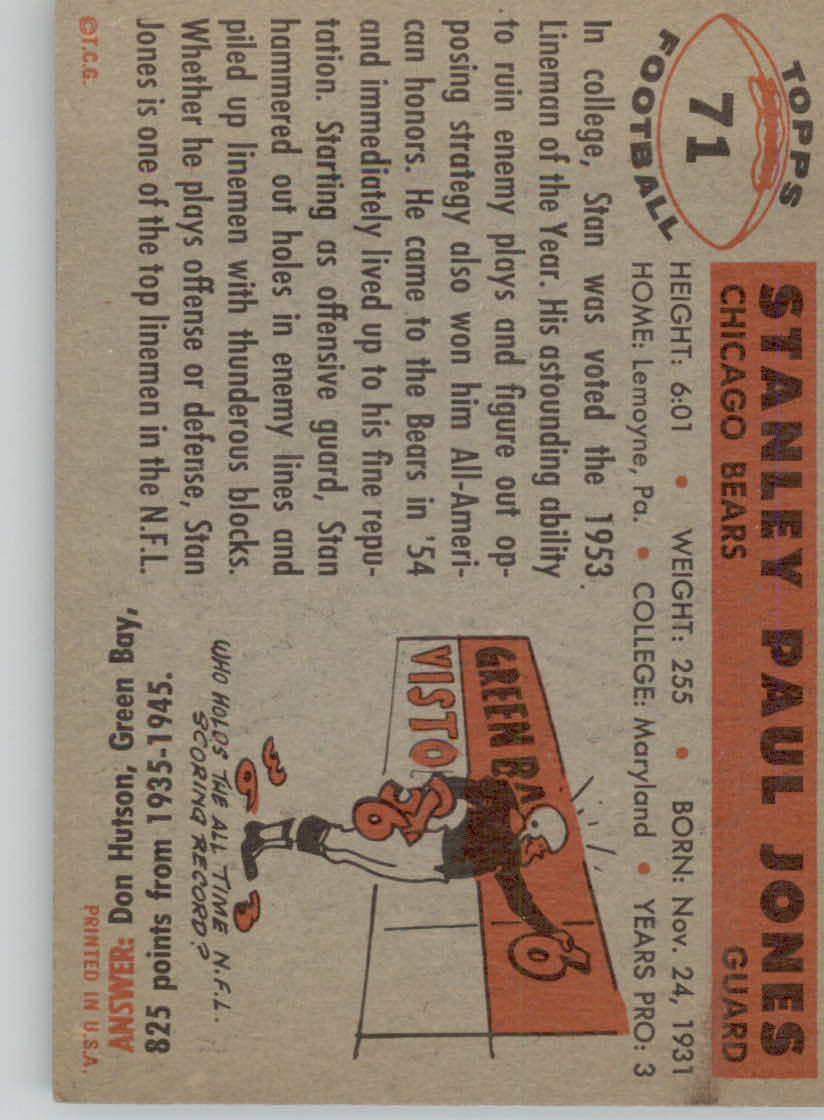 TOPPS
71
FOOTBALL
STANLEY PAUL JONES
CHICAGO BEARS GUARD
HEIGHT: 6:01 • WEIGHT: 255 • BORN: Nov. 24, 1931
HOME: Lemoyne, Pa. • COLLEGE: Maryland • YEARS PRO: 3
In college, Stan was voted the 1953
Lineman of the Year. His astounding ability
to ruin enemy plays and figure out op-
posing strategy also won him All-Ameri-
can honors. He came to the Bears in '54
and immediately lived up to his fine repu-
tation. Starting as offensive guard, Stan
hammered out holes in enemy lines and
piled up linemen with thunderous blocks.
Whether he plays offense or defense, Stan
Jones is one of the top linemen in the N.F.L.
©T.C.G.
GREEN BA
6
VISTO
WHO HOLDS THE ALL TIME N.F.L.
SCORING RECORD?
ANSWER: Don Hutson, Green Bay,
825 points from 1935-1945.
PRINTED IN U.S.A.